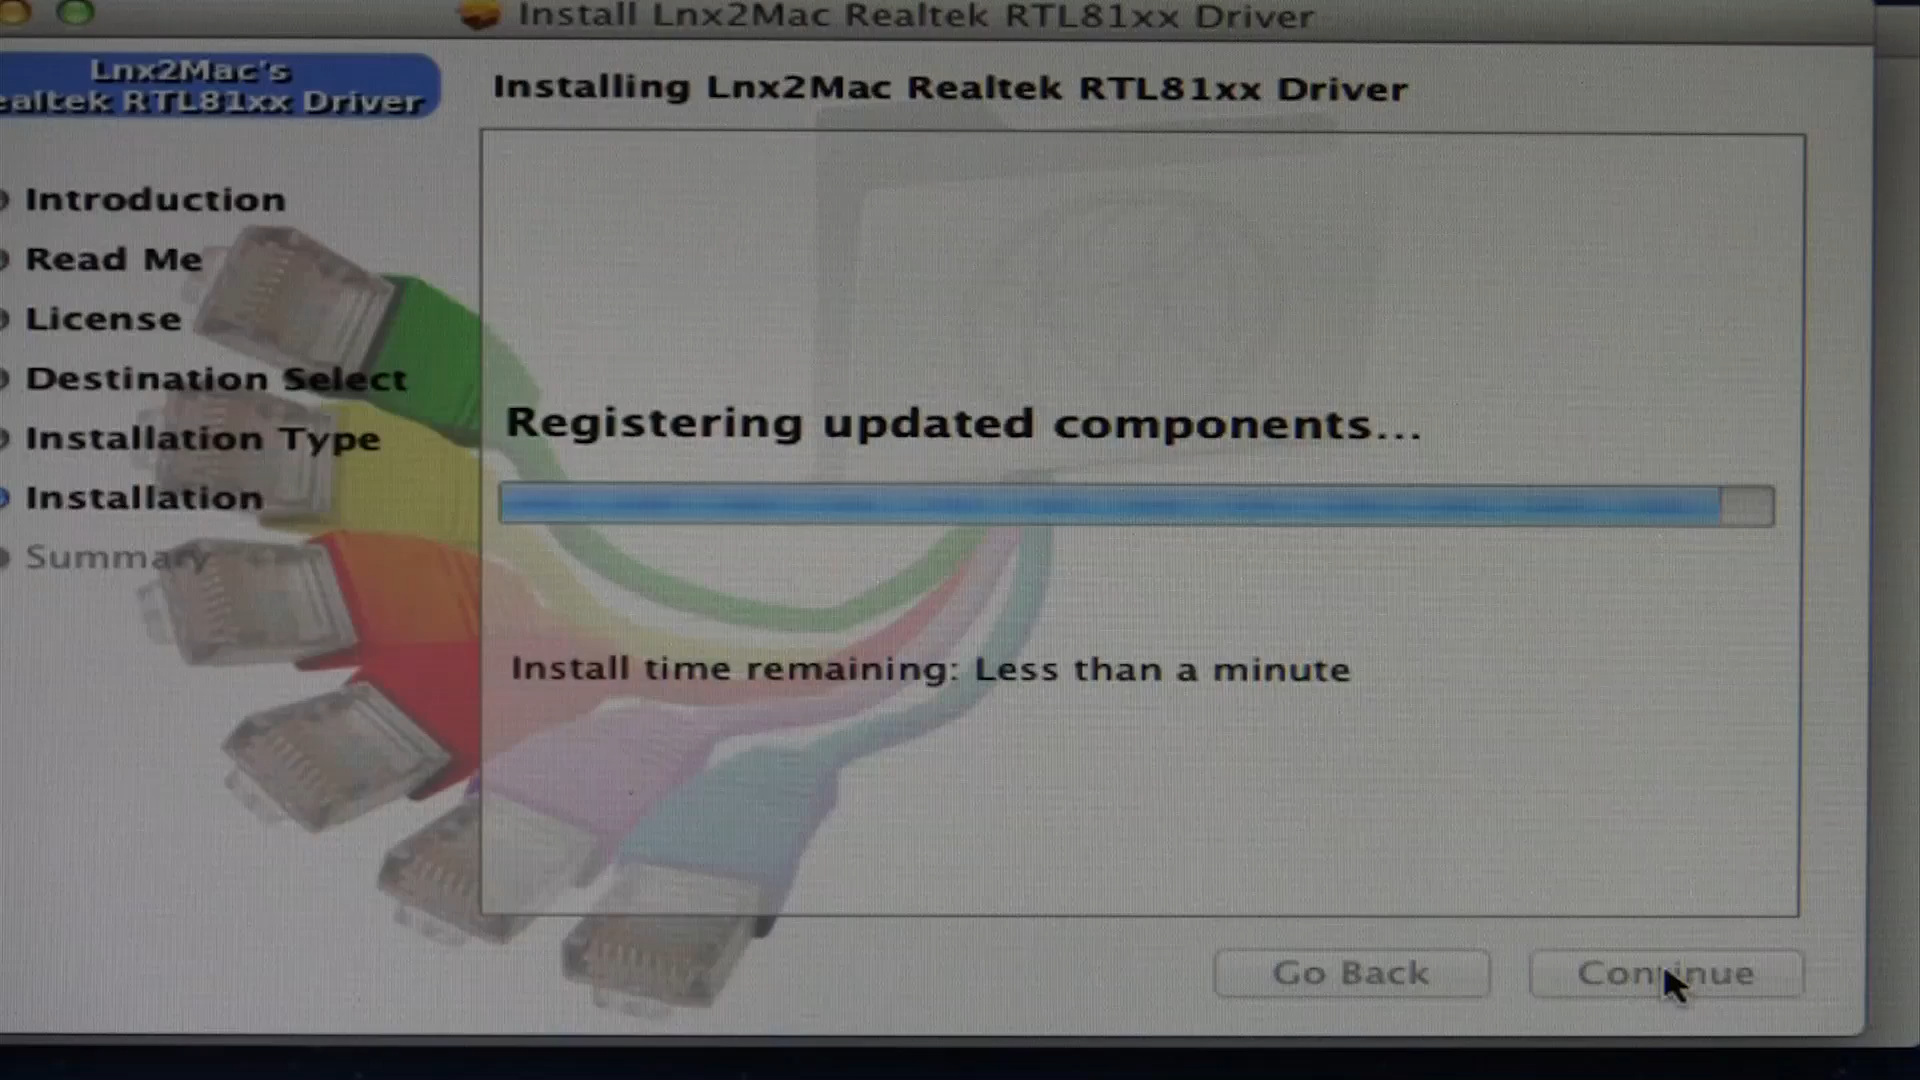 Install Lnx2Mac Realtek RTL81xx Driver
Lnx2Mac's
ealtek RTL81xx Driver
Installing Lnx2Mac Realtek RTL81xx Driver
Introduction
Read Me
License
Destination Select
Installation Type
Installation
Summary
Registering updated components...
Install time remaining: Less than a minute
Go Back
Continue